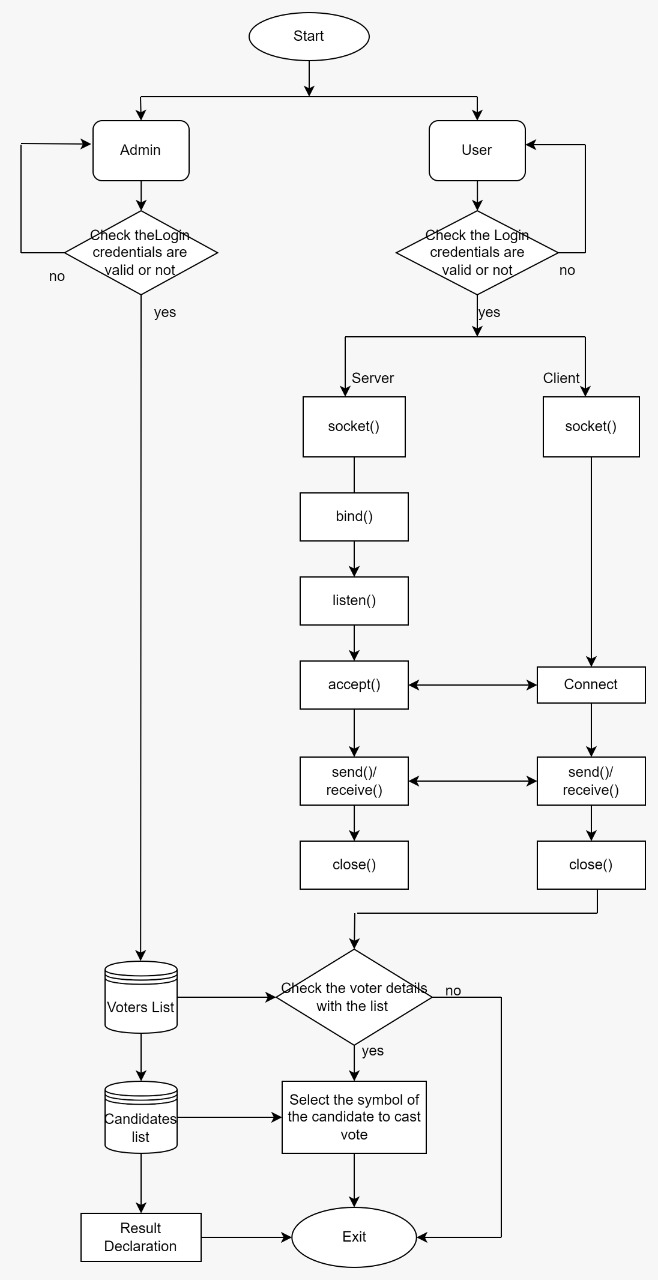 Start
Admin
User
Check theLogin
credentials are
valid or not
no
yes
Check the Login
credentials are
valid or not
no
yes
Server
Client
socket()
socket()
bind()
listen()
accept()
Connect
send()/
receive()
send()/
receive()
close()
close()
Voters List
Check the voter details
with the list
no
yes
Candidates
list
Select the symbol of
the candidate to cast
vote
Result
Declaration
Exit